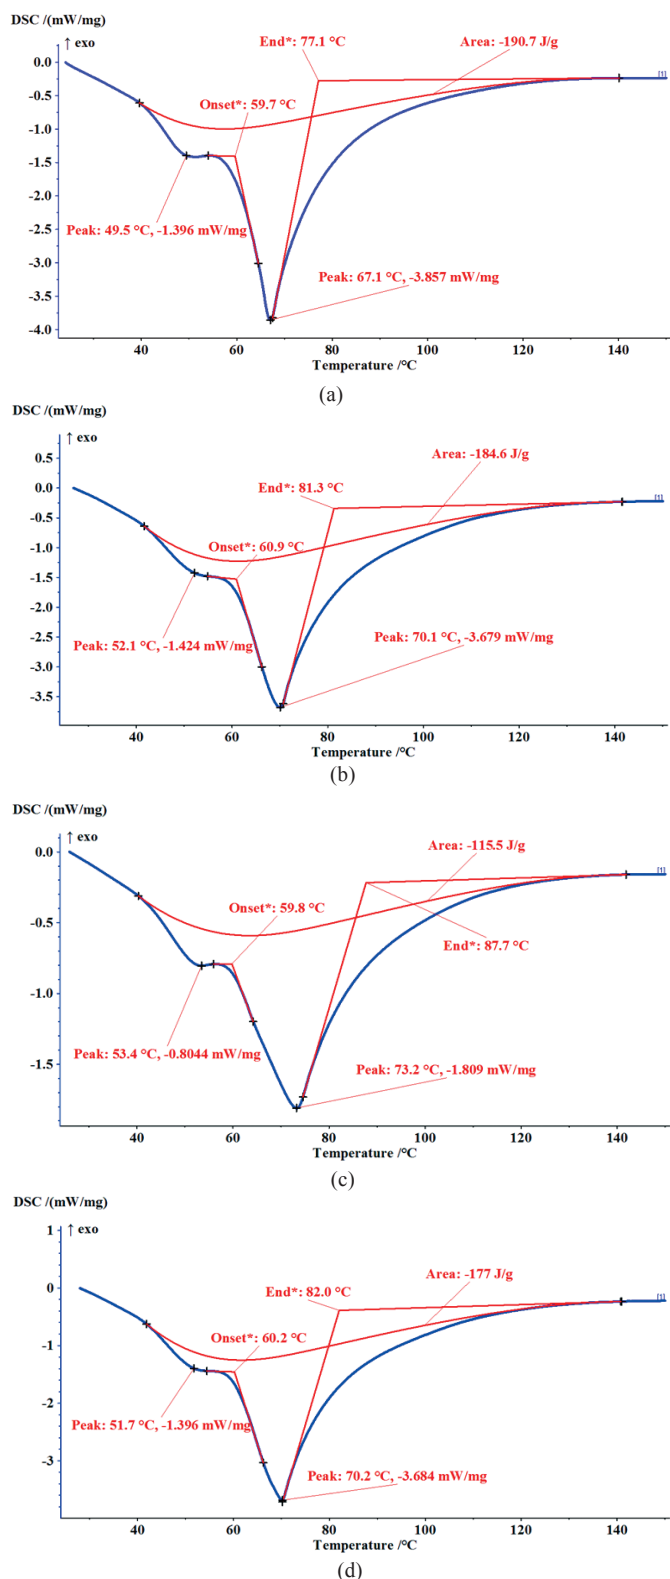 DSC /(mW/mg)
↑ exo
End*: 77.1 °C
Area: -190.7 J/g
0.0
[1]
-0.5
Onset*: 59.7 °C
-1.0
-1.5
-2.0
-2.5
Peak: 49.5 °C, -1.396 mW/mg
-3.0
Peak: 67.1 °C, -3.857 mW/mg
-3.5
-4.0
40 60 80 100 120 140
Temperature /°C
(a)
DSC /(mW/mg)
↑ exo
Area: -184.6 J/g
0.5
End*: 81.3 °C
0.0
[1]
-0.5
Onset*: 60.9 °C
-1.0
-1.5
-2.0
-2.5
Peak: 52.1 °C, -1.424 mW/mg
Peak: 70.1 °C, -3.679 mW/mg
-3.0
-3.5
40 60 80 100 120 140
Temperature /°C
(b)
DSC /(mW/mg)
↑ exo
0.0
Area: -115.5 J/g
[1]
Onset*: 59.8 °C
-0.5
End*: 87.7 °C
-1.0
Peak: 53.4 °C, -0.8044 mW/mg
Peak: 73.2 °C, -1.809 mW/mg
-1.5
40 60 80 100 120 140
Temperature /°C
(c)
DSC /(mW/mg)
1
↑ exo
Area: -177 J/g
End*: 82.0 °C
0
[1]
Onset*: 60.2 °C
-1
-2
Peak: 51.7 °C, -1.396 mW/mg
Peak: 70.2 °C, -3.684 mW/mg
-3
40 60 80 100 120 140
Temperature /°C
(d)